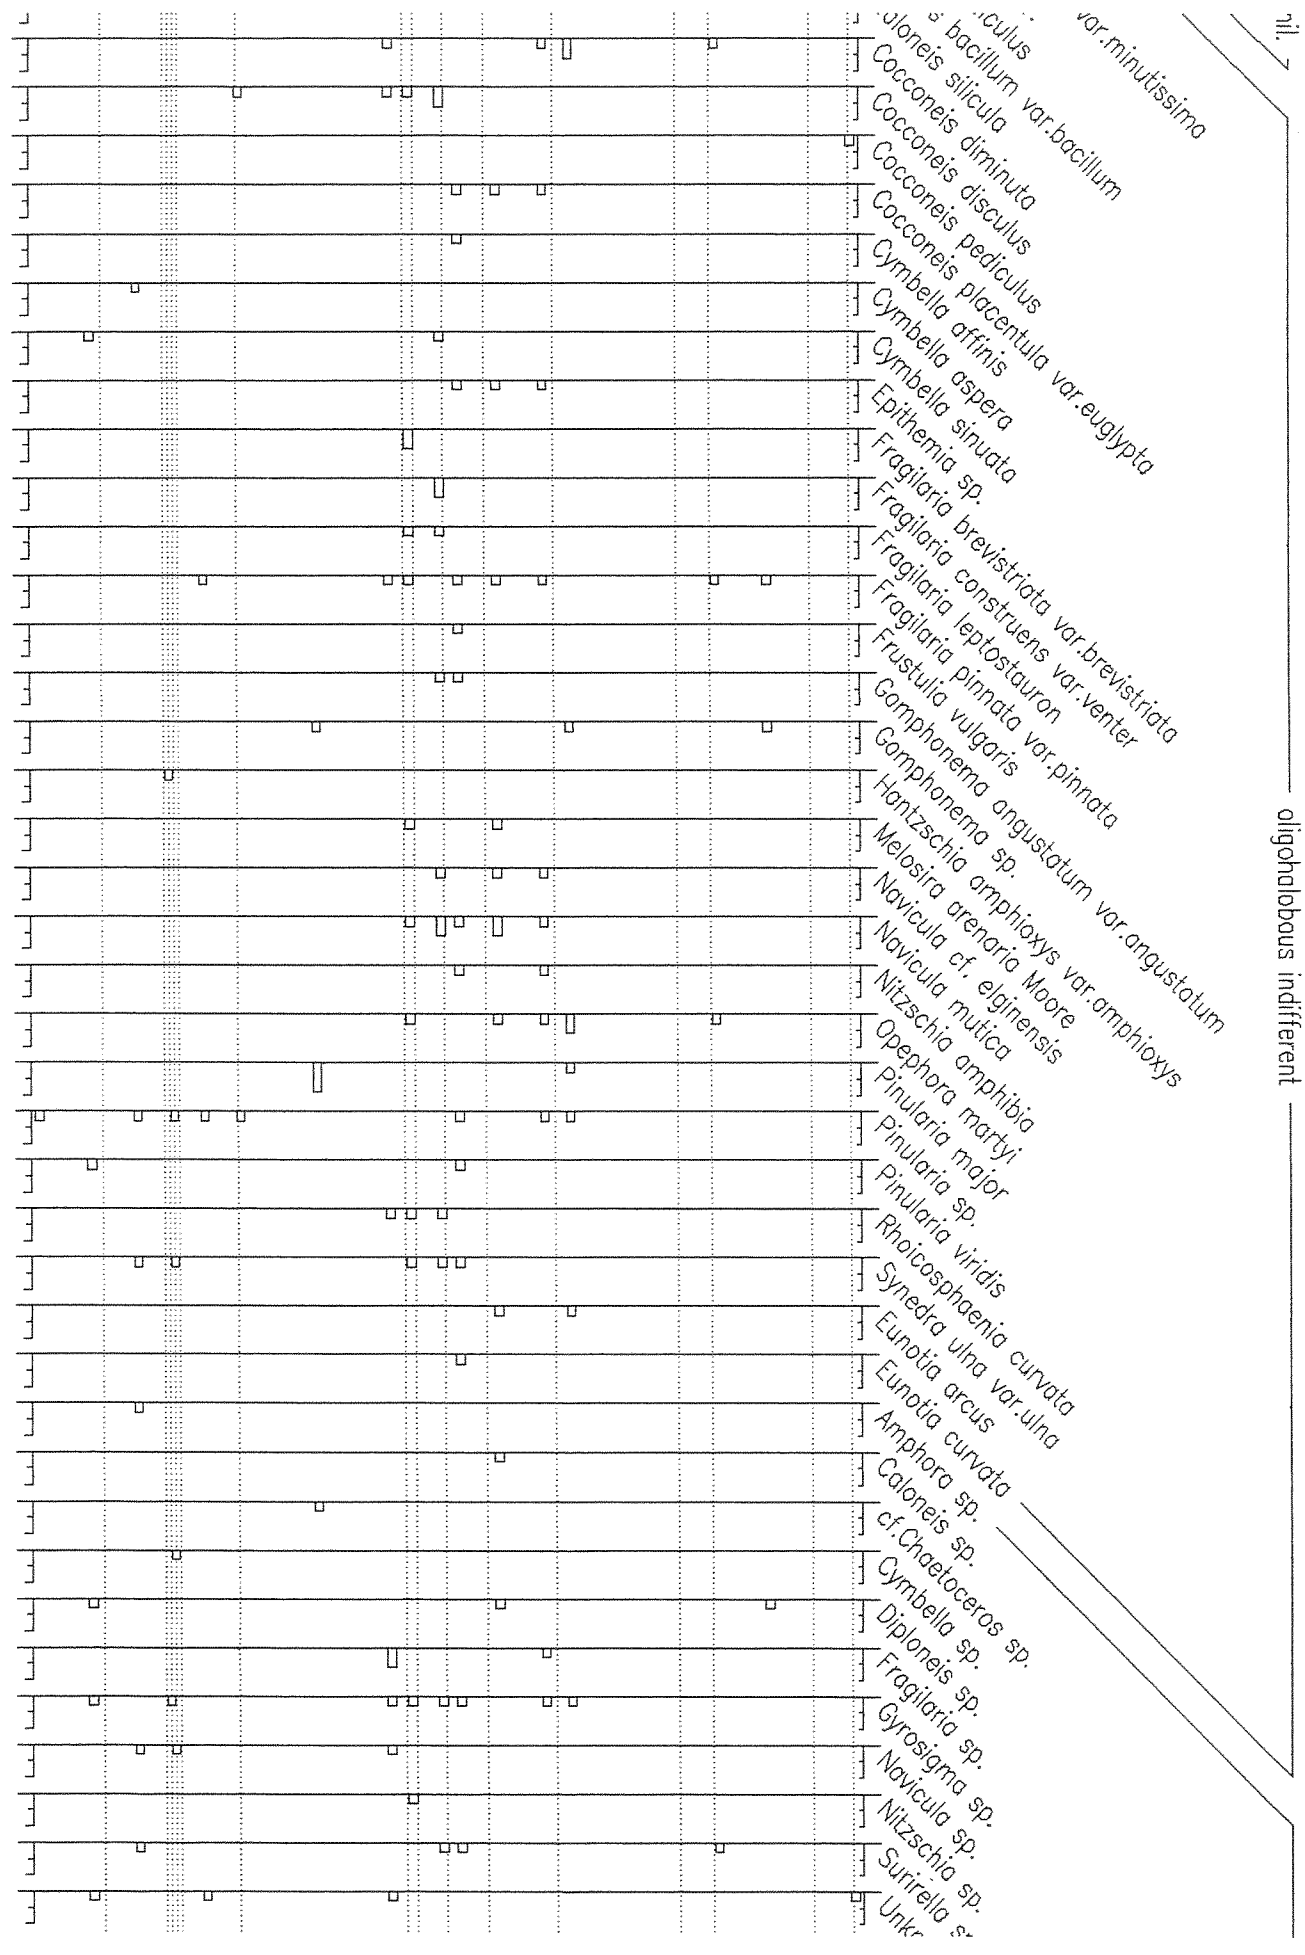 hil.
var.minutissima
bacillum var.bacillum
silicula
Cocconeis diminuta
Cocconeis disculus
Cocconeis pediculus
Cocconeis placentula var.euglypta
Cymbella affinis
Cymbella aspera
Cymbella sinuata
Epithemia sp.
Fragilaria brevistriata var.brevistriata
Fragilaria construens var.venter
Fragilaria leptostauron
Fragilaria pinnata var.pinnata
Frustulia vulgaris
Gomphonema angustatum var.angustatum
Gomphonema sp.
Hantzschia amphioxys var.amphioxys
Melosira arenaria Moore
Navicula cf. elginensis
Navicula mutica
Nitzschia amphibia
Opephora martyi
Pinularia major
Pinularia sp.
Pinularia viridis
Rhoicosphaenia curvata
Synedra ulna var.ulna
Eunotia arcus
Eunotia curvata
Amphora sp.
Caloneis sp.
cf.Chaetoceros sp.
Cymbella sp.
Diploneis sp.
Fragilaria sp.
Gyrosigma sp.
Navicula sp.
Nitzschia sp.
Surirella
oligohalobous indifferent